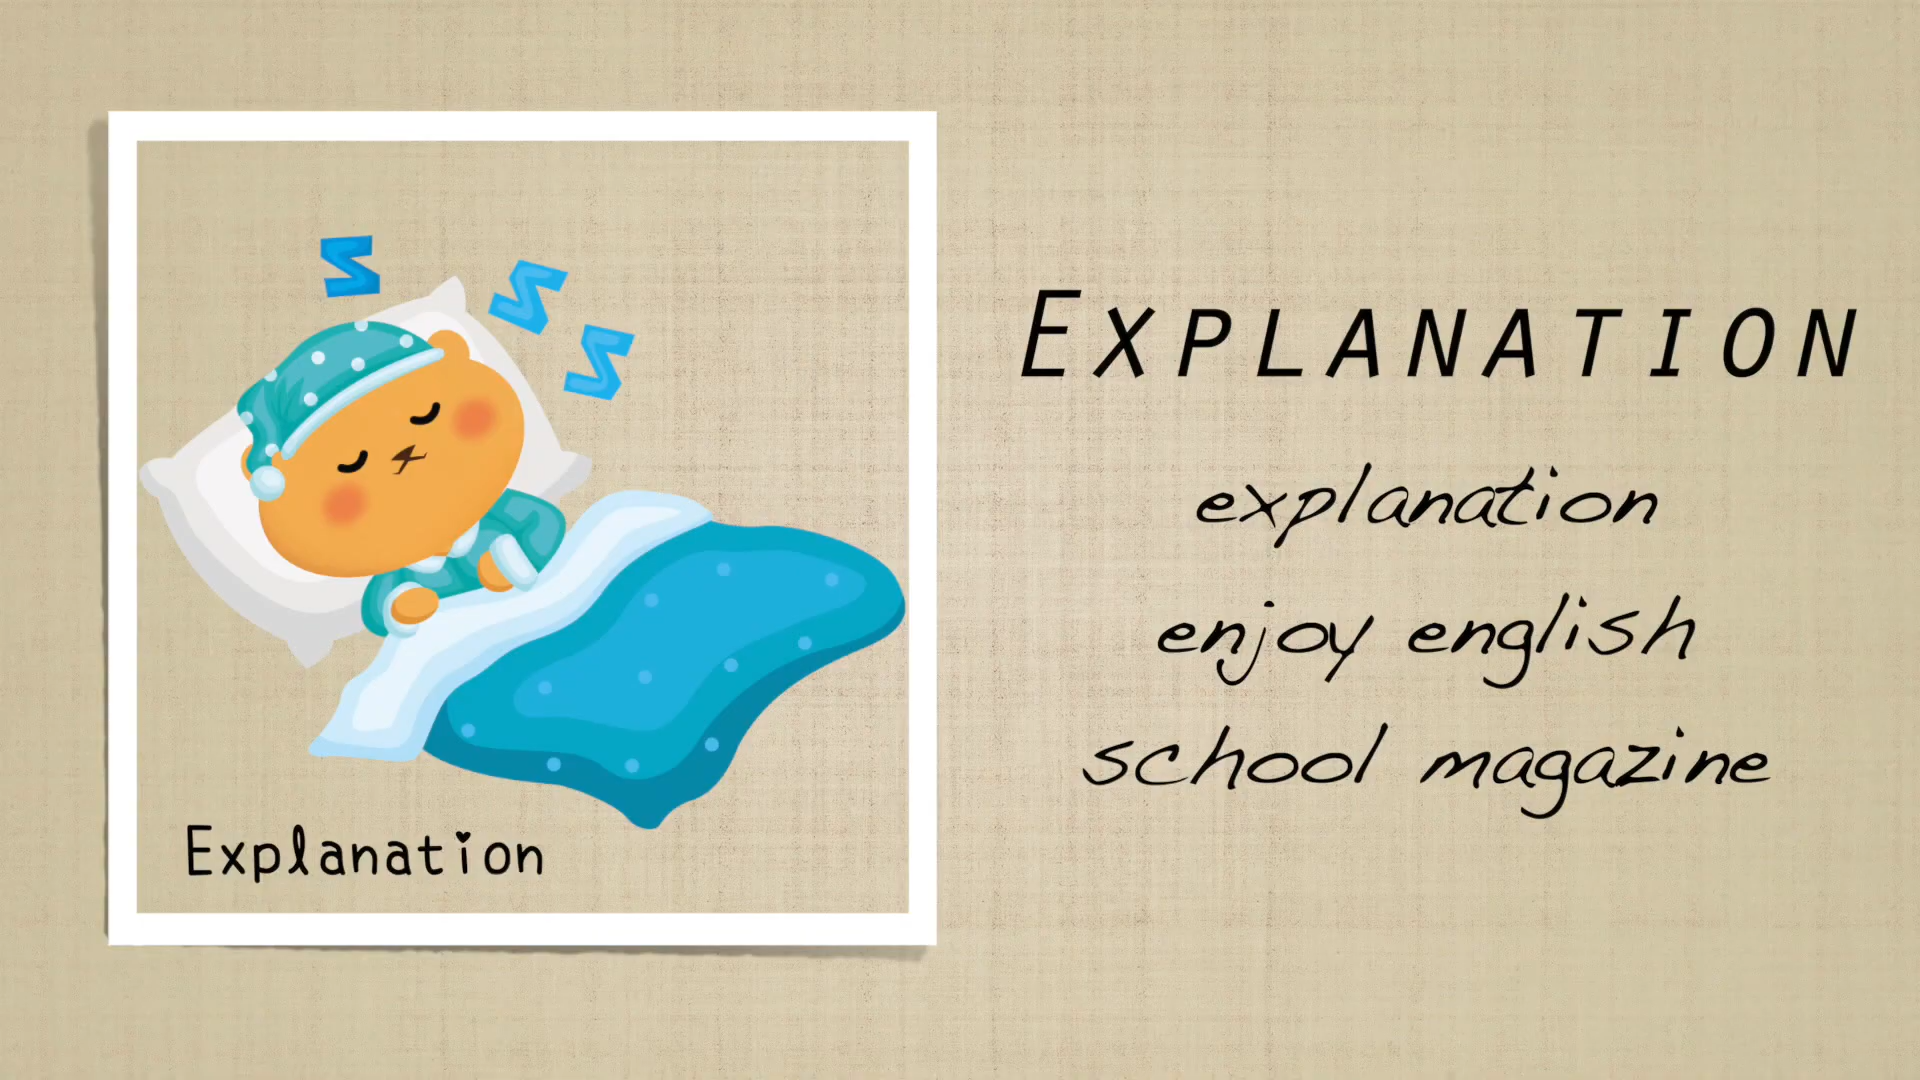 Z
Z
Z
Explanation
EXPLANATION
explanation
enjoy english
school magazine